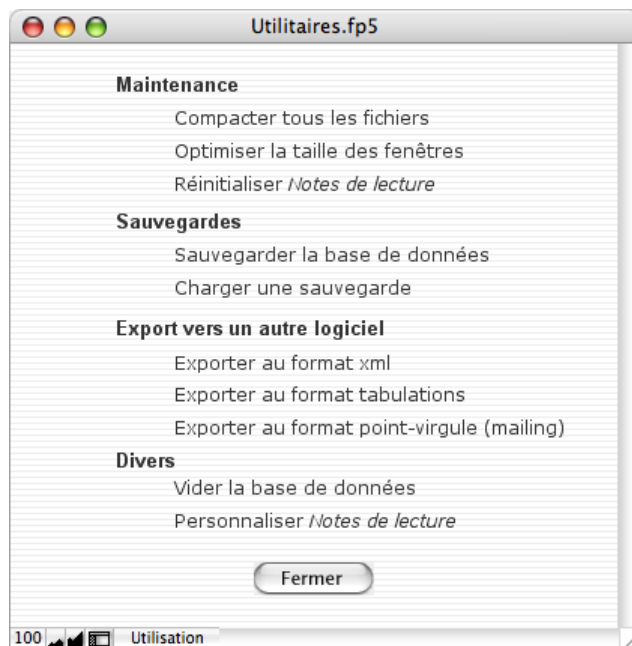 Utilitaires.fp5
Maintenance
Compacter tous les fichiers
Optimiser la taille des fenêtres
Réinitialiser Notes de lecture
Sauvegardes
Sauvegarder la base de données
Charger une sauvegarde
Export vers un autre logiciel
Exporter au format xml
Exporter au format tabulations
Exporter au format point-virgule (mailing)
Divers
Vider la base de données
Personnaliser Notes de lecture
Fermer
100 Utilisation